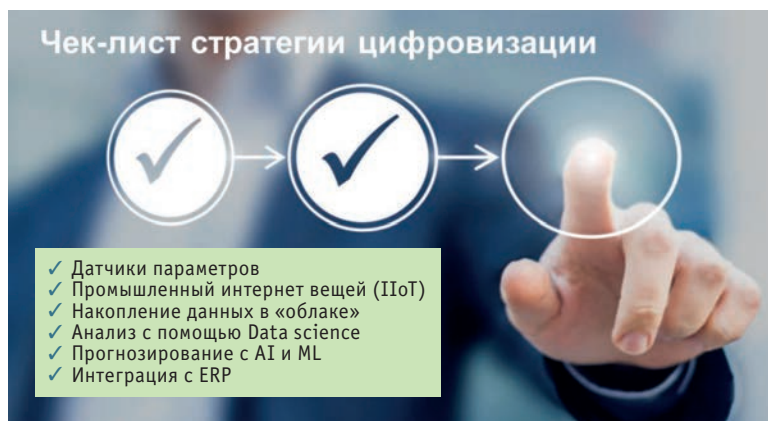 Чек-лист стратегии цифровизации
✓ Датчики параметров
✓ Промышленный интернет вещей (IIoT)
✓ Накопление данных в «облаке»
✓ Анализ с помощью Data science
✓ Прогнозирование с AI и ML
✓ Интеграция с ERP